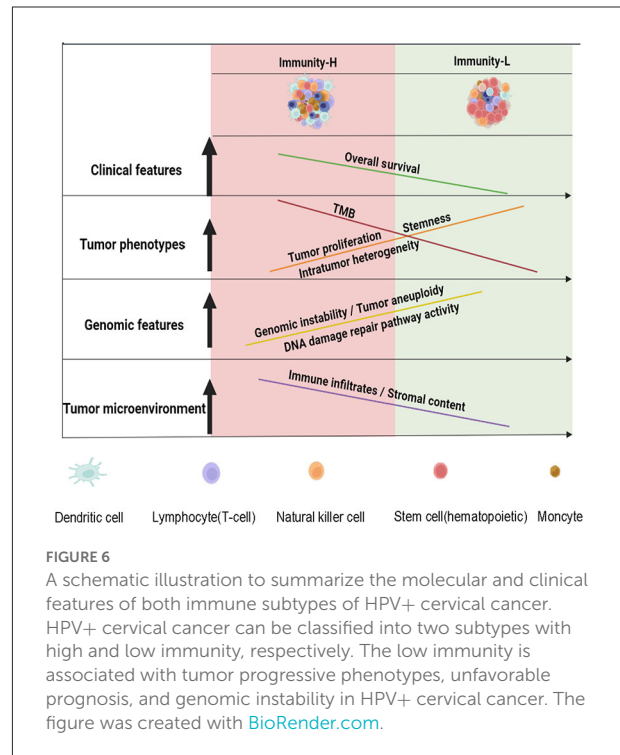 Immunity-H
Immunity-L
Clinical features
Overall survival
Tumor phenotypes
TMB
Stemness
Tumor proliferation
Intratumor heterogeneity
Genomic features
Genomic instability / Tumor aneuploidy
DNA damage repair pathway activity
Tumor microenvironment
Immune infiltrates / Stromal content
Dendritic cell
Lymphocyte(T-cell)
Natural killer cell
Stem cell(hematopoietic)
Moncyte
FIGURE 6
A schematic illustration to summarize the molecular and clinical
features of both immune subtypes of HPV+ cervical cancer.
HPV+ cervical cancer can be classified into two subtypes with
high and low immunity, respectively. The low immunity is
associated with tumor progressive phenotypes, unfavorable
prognosis, and genomic instability in HPV+ cervical cancer. The
figure was created with BioRender.com.